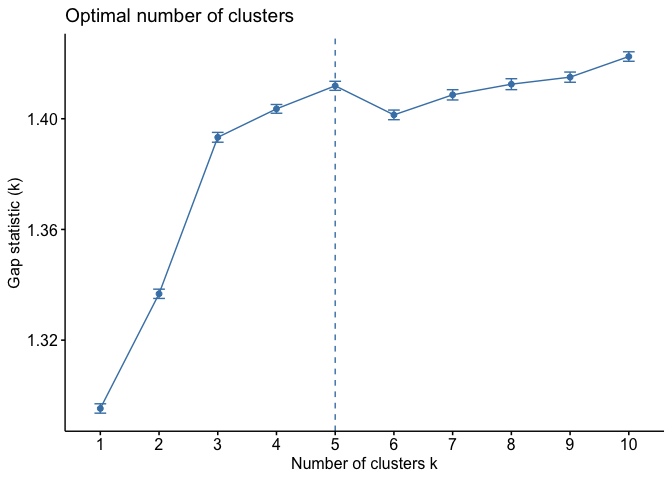 Optimal number of clusters
Gap statistic (k)
1.40
1.36
1.32
1 2 3 4 5 6 7 8 9 10
Number of clusters k